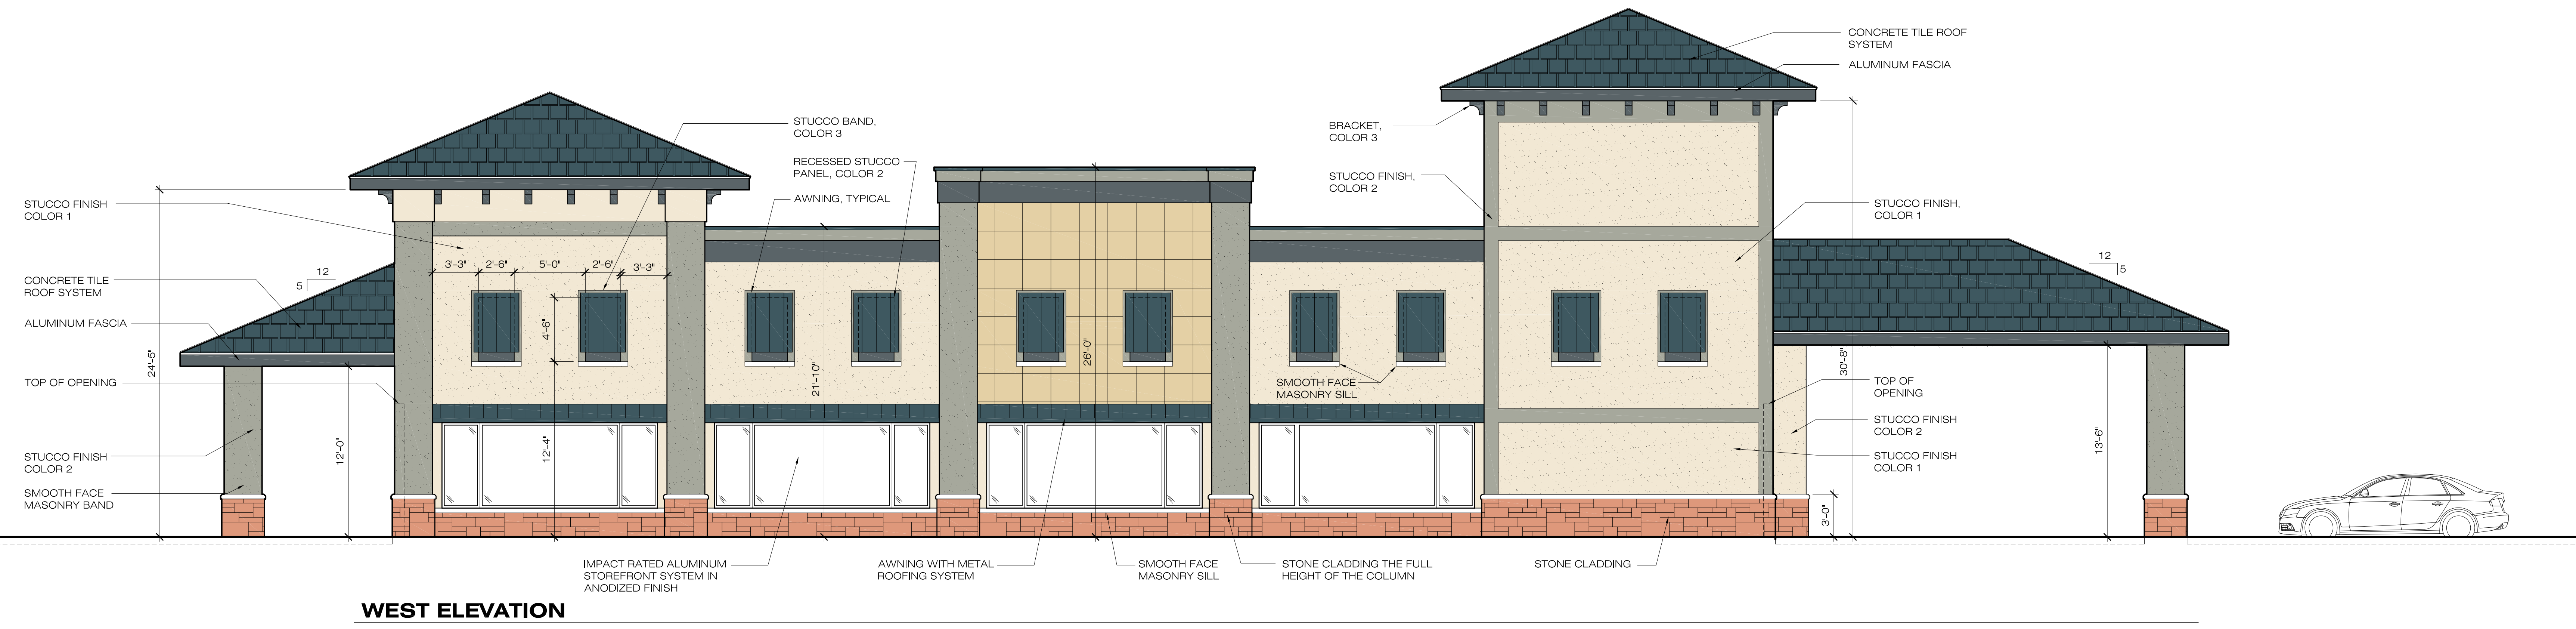 CONCRETE TILE ROOF
SYSTEM
ALUMINUM FASCIA
BRACKET,
COLOR 3
STUCCO FINISH,
COLOR 2
STUCCO BAND,
COLOR 3
RECESSED STUCCO
PANEL, COLOR 2
AWNING, TYPICAL
STUCCO FINISH
COLOR 1
STUCCO FINISH,
COLOR 1
12
5
12
5
3'-3"
2'-6"
5'-0"
2'-6"
3'-3"
CONCRETE TILE
ROOF SYSTEM
ALUMINUM FASCIA
TOP OF OPENING
24'-5"
4'-6"
21'-10"
26'-0"
30'-8"
SMOOTH FACE
MASONRY SILL
TOP OF
OPENING
STUCCO FINISH
COLOR 2
STUCCO FINISH
COLOR 1
STUCCO FINISH
COLOR 2
SMOOTH FACE
MASONRY BAND
12'-0"
12'-4"
13'-6"
3'-0"
IMPACT RATED ALUMINUM
STOREFRONT SYSTEM IN
ANODIZED FINISH
AWNING WITH METAL
ROOFING SYSTEM
SMOOTH FACE
MASONRY SILL
STONE CLADDING THE FULL
HEIGHT OF THE COLUMN
STONE CLADDING
WEST ELEVATION